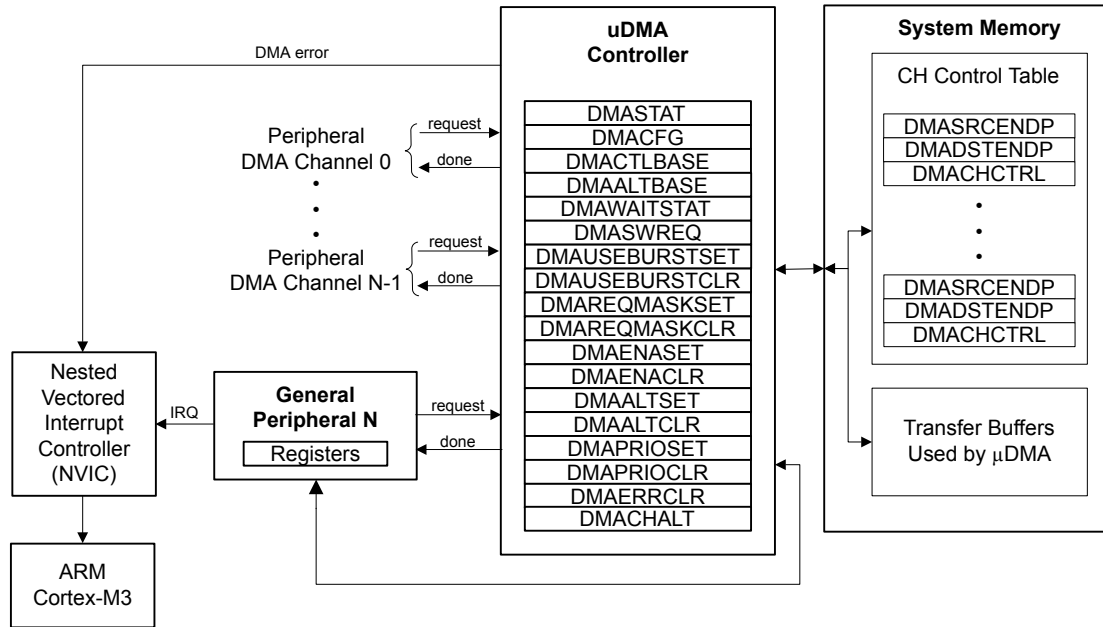 uDMA
Controller
DMASTAT
DMACFG
DMACTLBASE
DMAALTBASE
DMAWAITSTAT
DMASWREQ
DMAUSEBURSTSET
DMAUSEBURSTCLR
DMAREQMASKSET
DMAREQMASKCLR
DMAENASET
DMAENACLR
DMAALTSET
DMAALTCLR
DMAPRIOSET
DMAPRIOCLR
DMAERRCLR
DMACHALT
System Memory
CH Control Table
DMASRCENDP
DMADSTENDP
DMACHCTRL
DMASRCENDP
DMADSTENDP
DMACHCTRL
Transfer Buffers
Used by μDMA
DMA error
Peripheral
DMA Channel 0
request
done
Peripheral
DMA Channel N-1
request
done
Nested
Vectored
Interrupt
Controller
(NVIC)
IRQ
General
Peripheral N
Registers
request
done
ARM
Cortex-M3